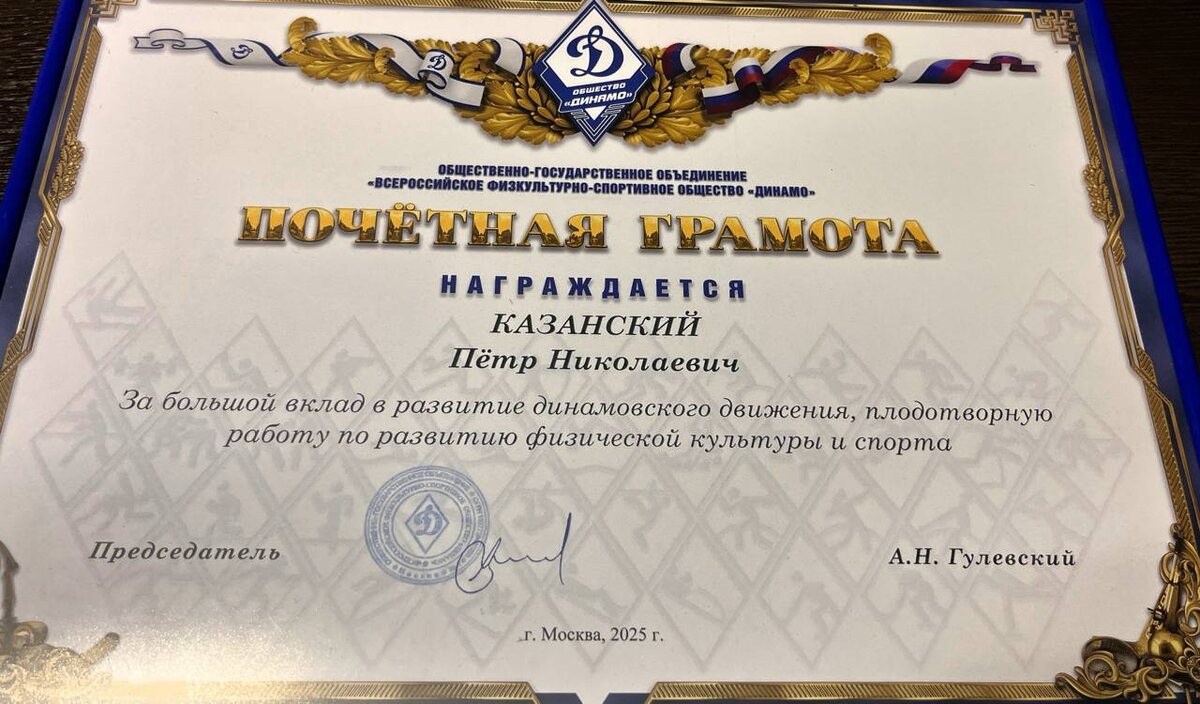 Д
Д
ОБЩЕСТВО
«ДИНАМО»
ОБЩЕСТВЕННО-ГОСУДАРСТВЕННОЕ ОБЪЕДИНЕНИЕ
«ВСЕРОССИЙСКОЕ ФИЗКУЛЬТУРНО-СПОРТИВНОЕ ОБЩЕСТВО «ДИНАМО»
ПОЧЁТНАЯ ГРАМОТА
НАГРАЖДАЕТСЯ
КАЗАНСКИЙ
Пётр Николаевич
За большой вклад в развитие динамовского движения, плодотворную
работу по развитию физической культуры и спорта
Д
Председатель
А.Н. Гулевский
г. Москва, 2025 г.